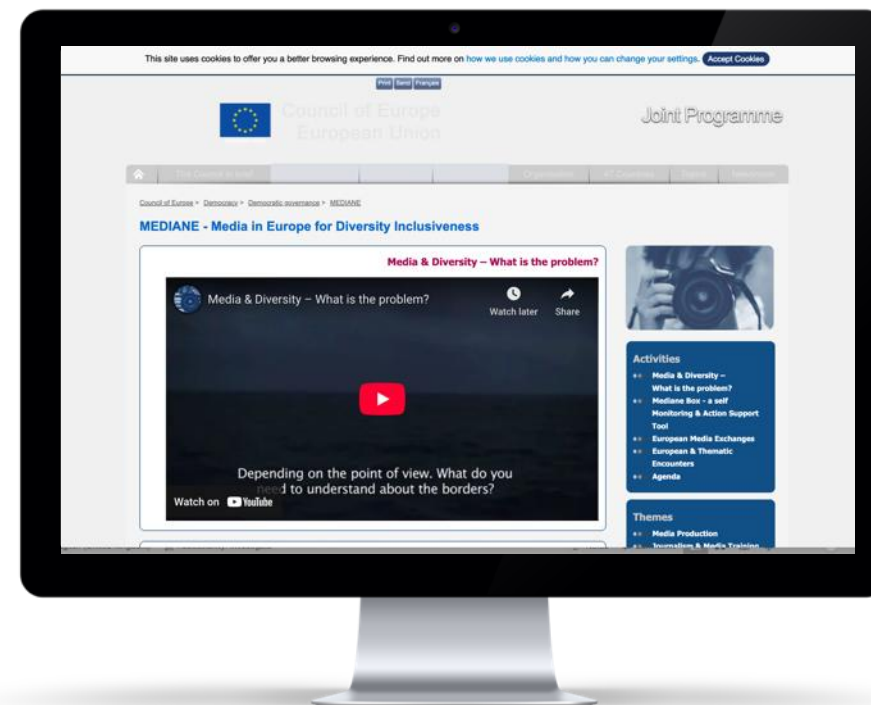 This site uses cookies to offer you a better browsing experience. Find out more on how we use cookies and how you can change your settings. Accept Cookies
Print Send Français
Council of Europe
European Union
Joint Programme
The Council in brief
Organisation 47 Countries Topics Newsroom
Council of Europe > Democracy > Democratic governance > MEDIANE
MEDIANE - Media in Europe for Diversity Inclusiveness
Media & Diversity – What is the problem?
Media & Diversity – What is the problem?
Watch later Share
Depending on the point of view. What do you
need to understand about the borders?
Watch on YouTube
Activities
Media & Diversity –
What is the problem?
Mediane Box - a self
Monitoring & Action Support
Tool
European Media Exchanges
European & Thematic
Encounters
Agenda
Themes
Media Production
Journalism & Media Training